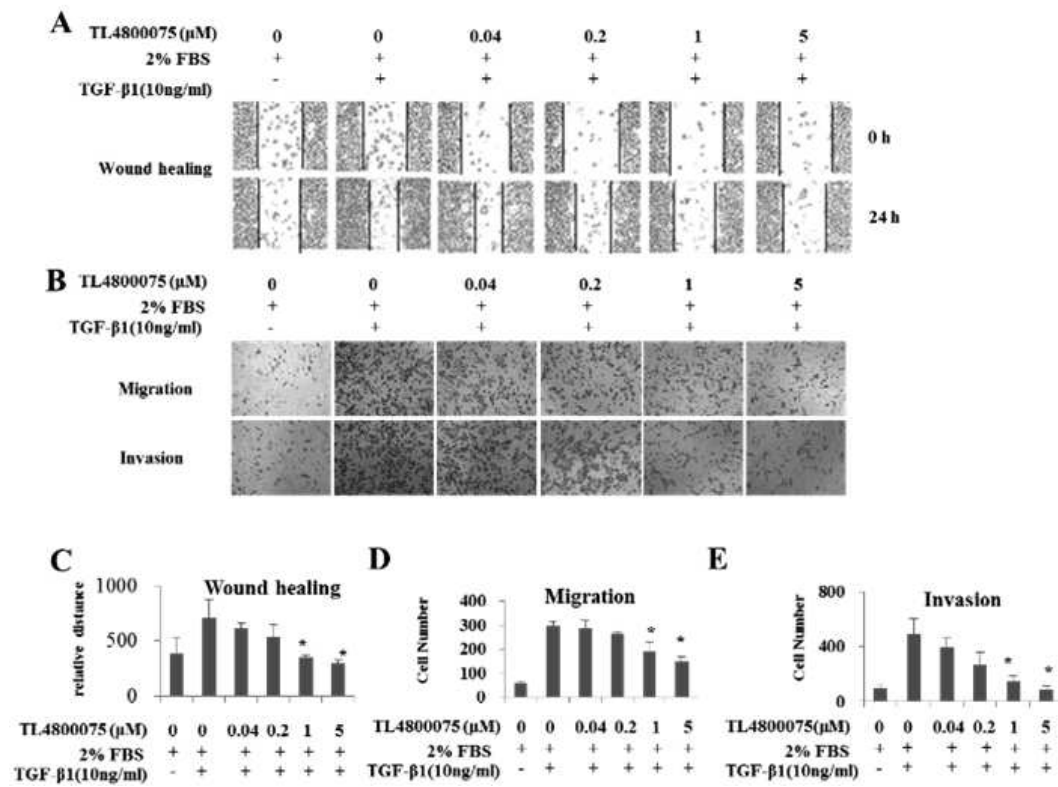 A
TL4800075 (μM) 0 0 0.04 0.2 1 5
2% FBS + + + + + +
TGF-β1(10ng/ml) - + + + + +
Wound healing
0 h
24 h
B
TL4800075 (μM) 0 0 0.04 0.2 1 5
2% FBS + + + + + +
TGF-β1(10ng/ml) - + + + + +
Migration
Invasion
C
Wound healing
relative distance
1000
500
0
* *
TL4800075 (μM) 0 0 0.04 0.2 1 5
2% FBS + + + + + +
TGF-β1(10ng/ml) - + + + + +
D
Migration
Cell Number
400
300
200
100
0
* *
TL4800075 (μM) 0 0 0.04 0.2 1 5
2% FBS + + + + + +
TGF-β1(10ng/ml) - + + + + +
E
Invasion
Cell Number
800
400
0
* *
TL4800075 (μM) 0 0 0.04 0.2 1 5
2% FBS + + + + + +
TGF-β1(10ng/ml) - + + + + +